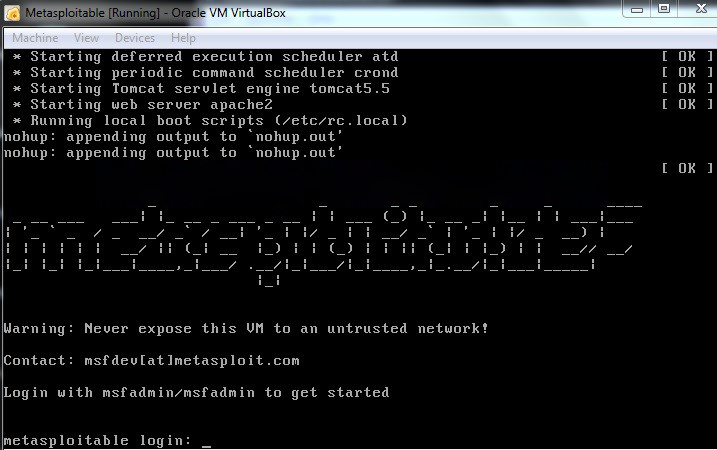 Metasploitable [Running] - Oracle VM VirtualBox
Machine View Devices Help
* Starting deferred execution scheduler atd [ OK ]
* Starting periodic command scheduler crond [ OK ]
* Starting Tomcat servlet engine tomcat5.5 [ OK ]
* Starting web server apache2 [ OK ]
* Running local boot scripts (/etc/rc.local)
nohup: appending output to `nohup.out'
nohup: appending output to `nohup.out'
[ OK ]
metasploitable2
Warning: Never expose this VM to an untrusted network!
Contact: msfdev[at]metasploit.com
Login with msfadmin/msfadmin to get started
metasploitable login: _